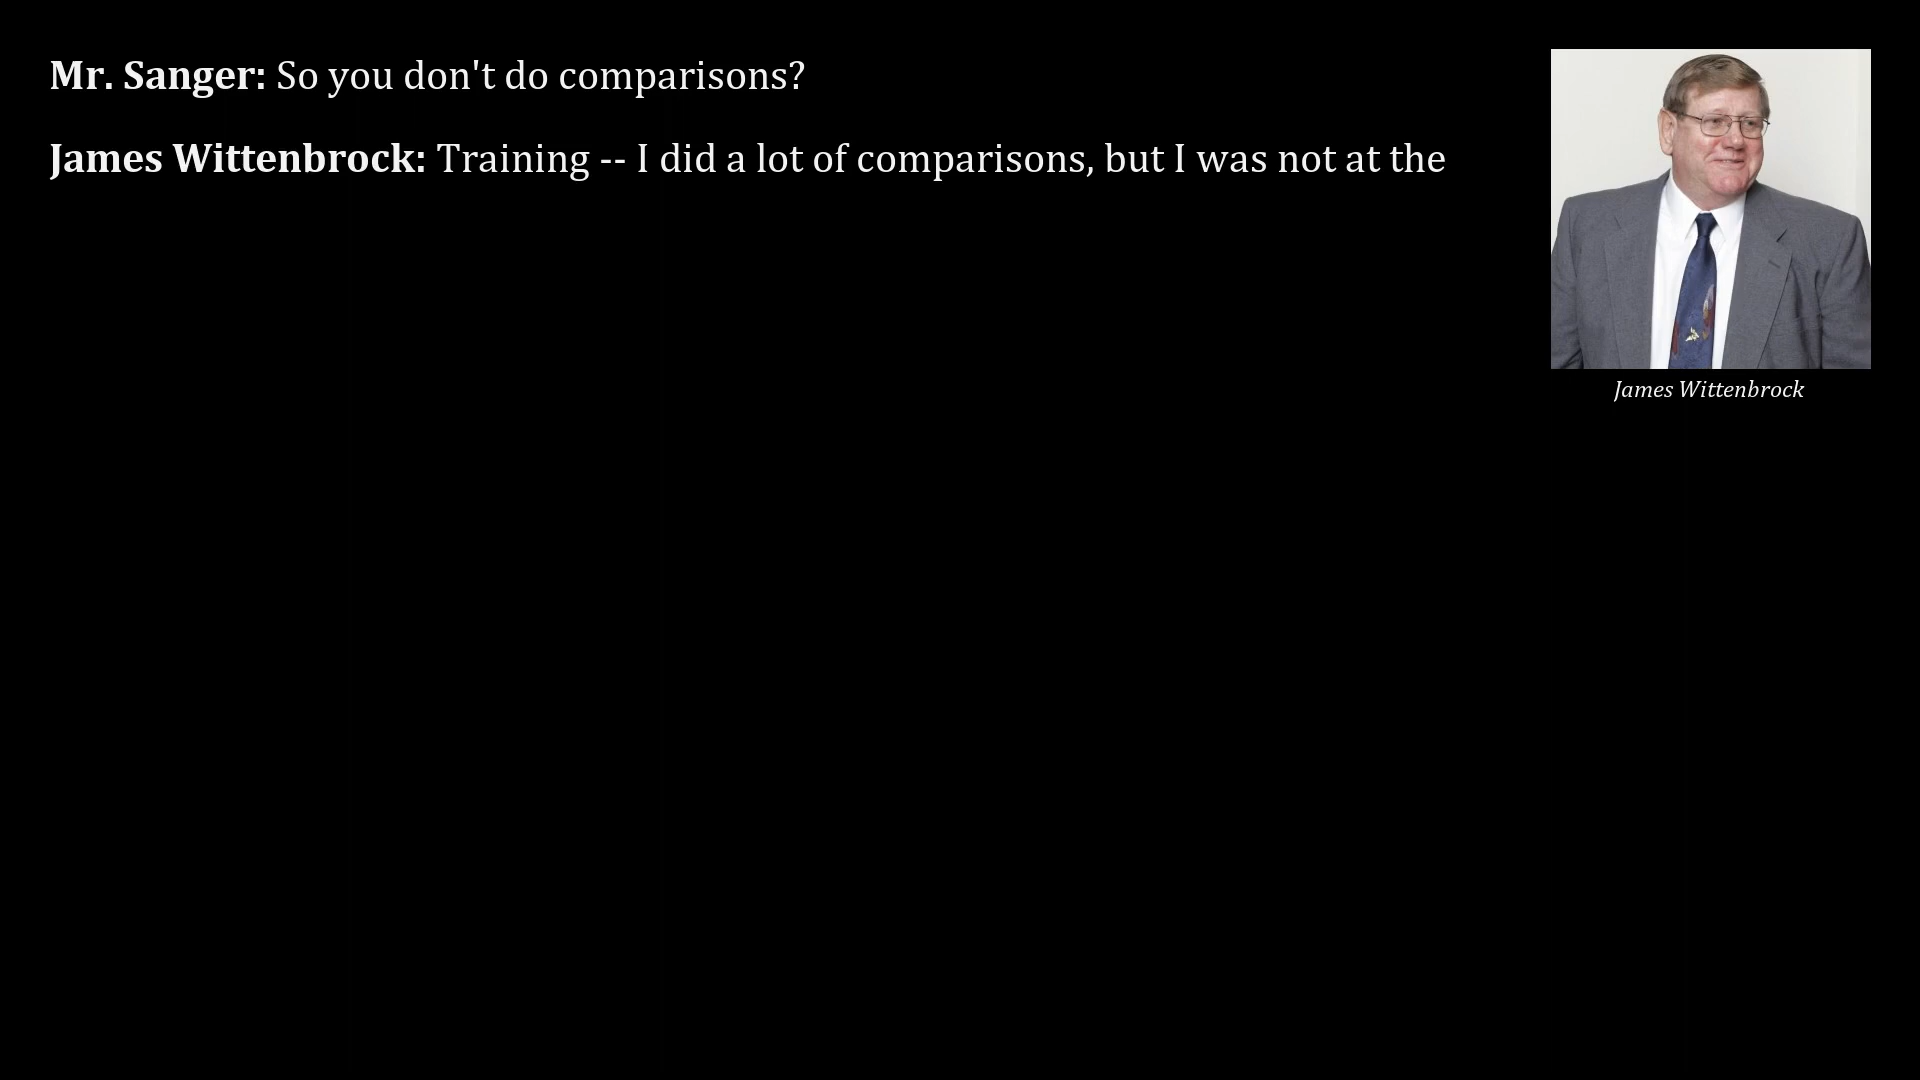 Mr. Sanger: So you don't do comparisons?
James Wittenbrock: Training -- I did a lot of comparisons, but I was not at the
James Wittenbrock